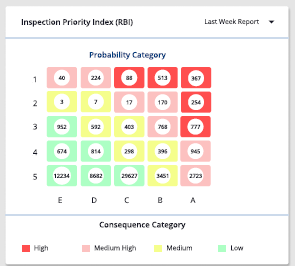 Inspection Priority Index (RBI) Last Week Report
Probability Category
1 40 224 88 513 367
2 3 7 17 170 254
3 952 592 403 768 777
4 674 814 298 396 945
5 12234 8682 29627 3451 2723
E D C B A
Consequence Category
High Medium High Medium Low